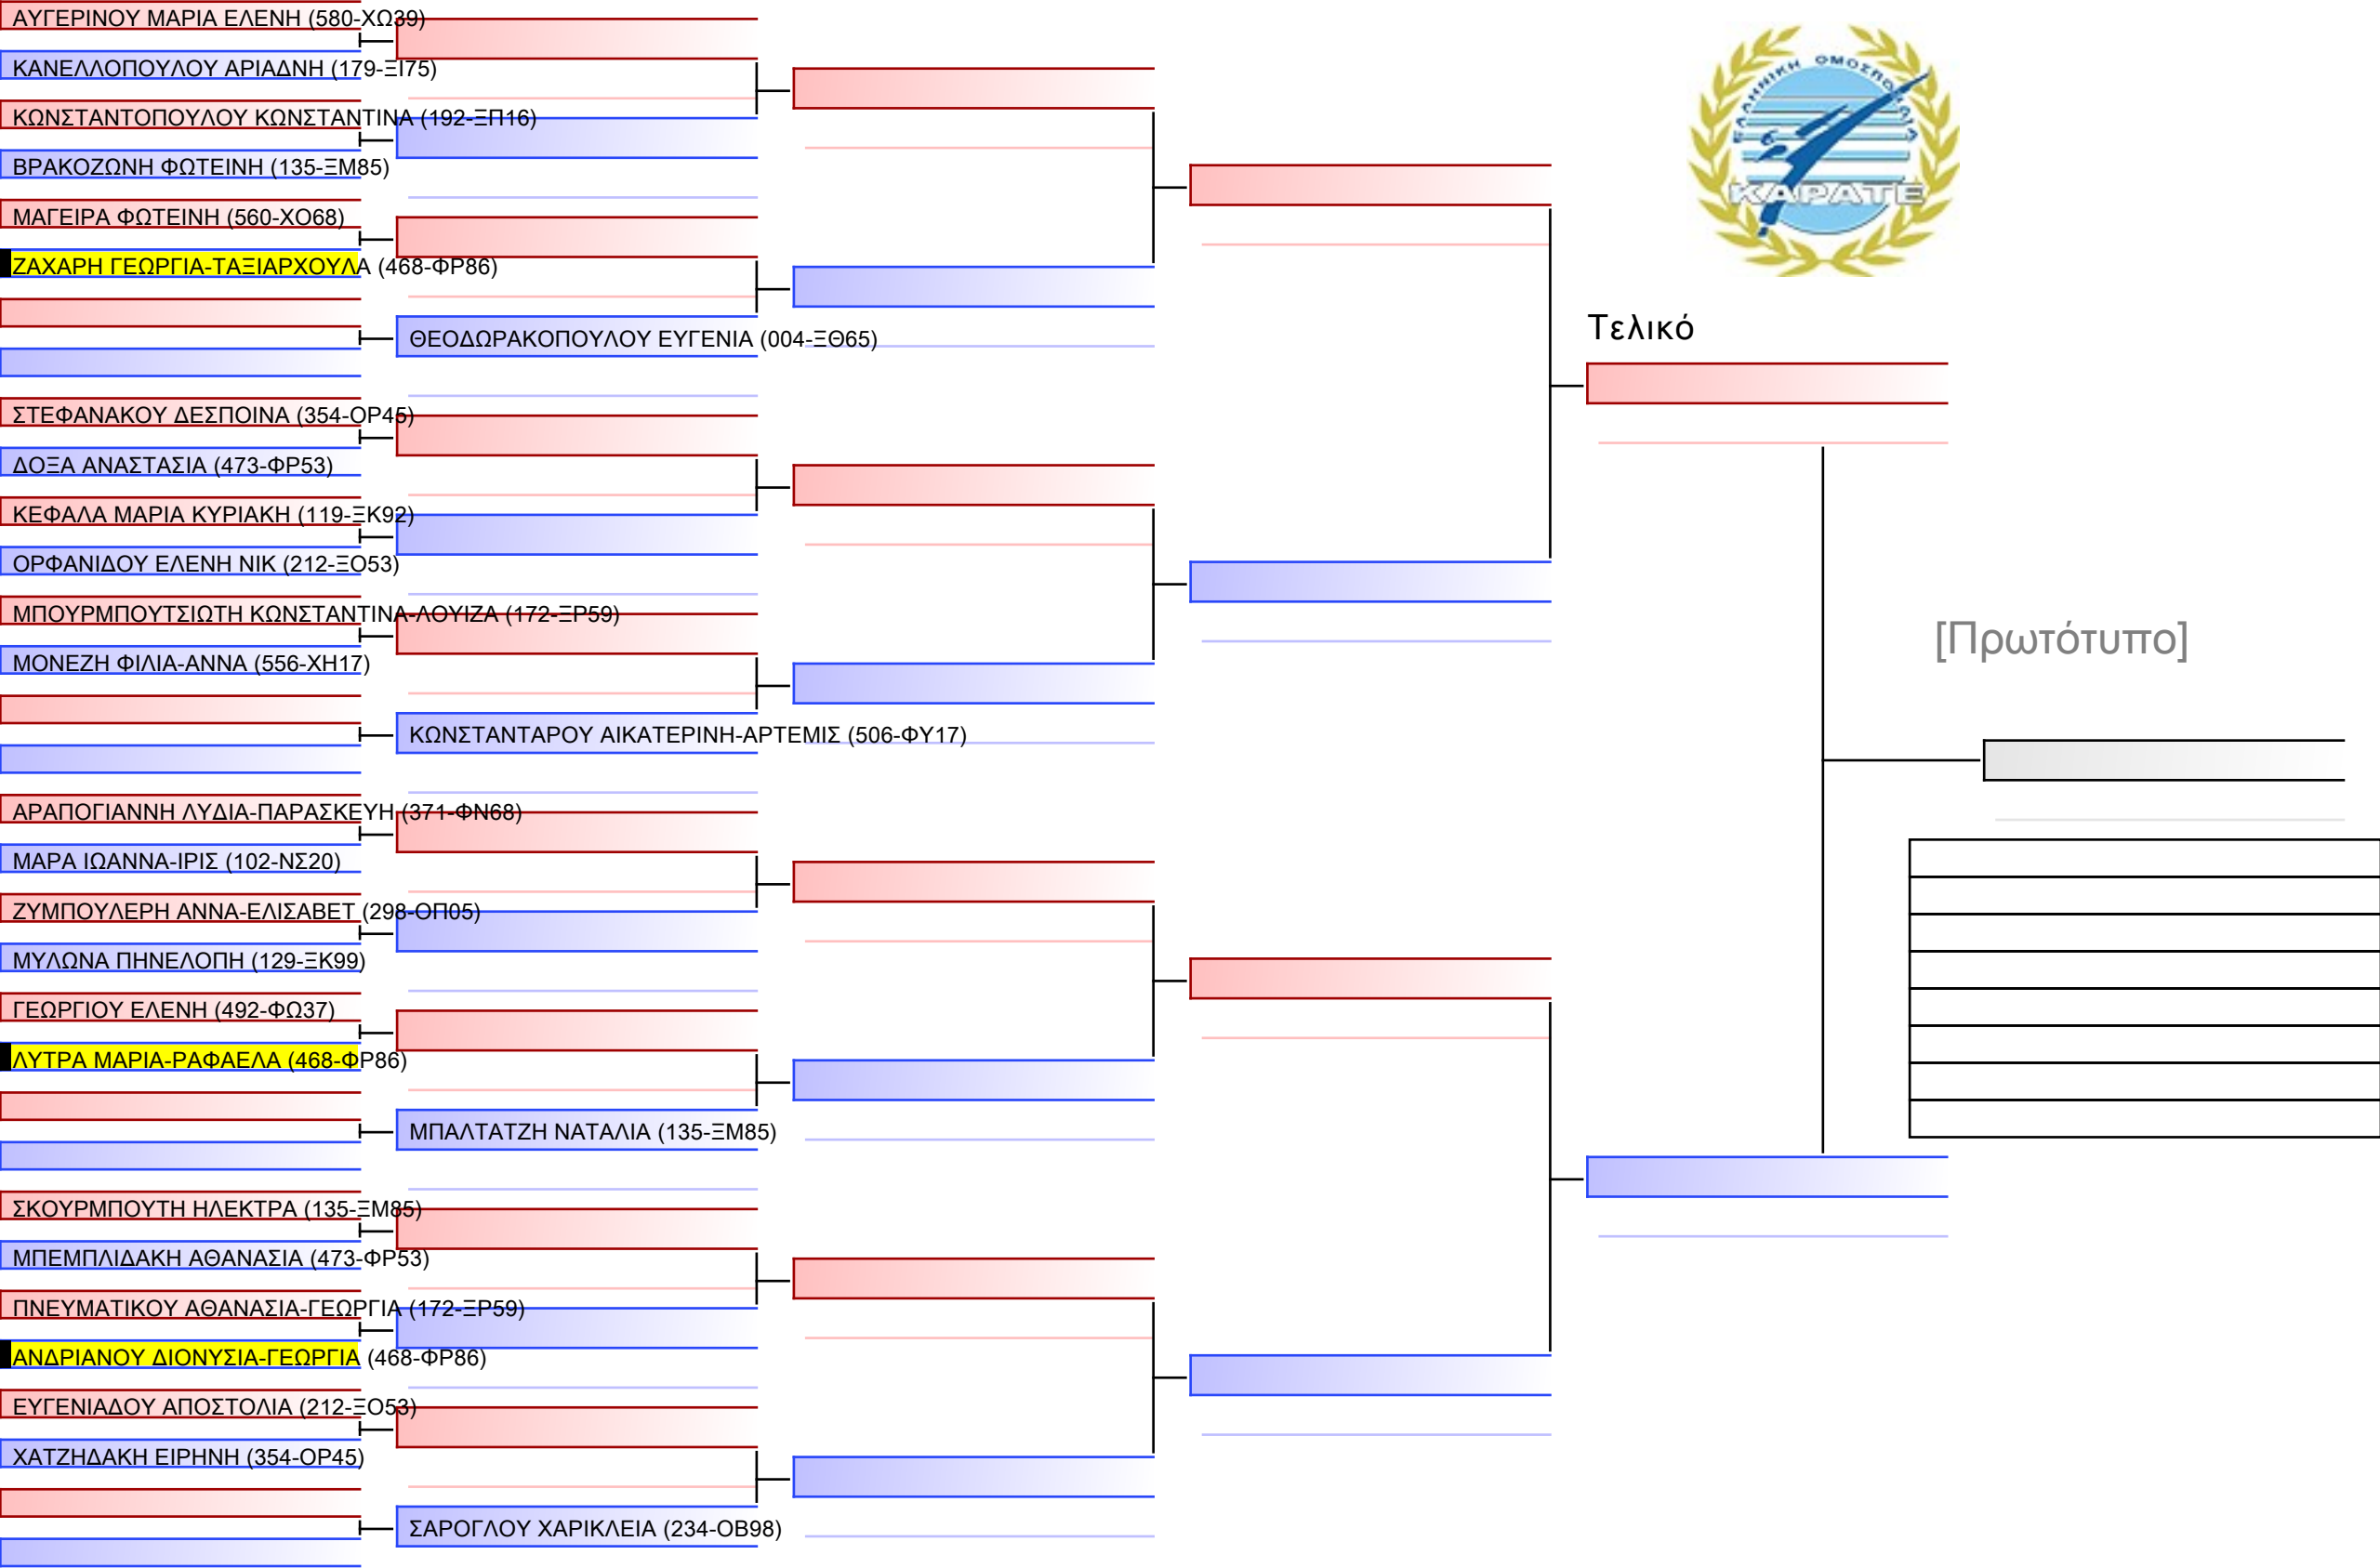 ΑΥΓΕΡΙΝΟΥ ΜΑΡΙΑ ΕΛΕΝΗ (580-ΧΩ39)
ΚΑΝΕΛΛΟΠΟΥΛΟΥ ΑΡΙΑΔΝΗ (179-ΞΙ75)
ΚΩΝΣΤΑΝΤΟΠΟΥΛΟΥ ΚΩΝΣΤΑΝΤΙΝΑ (192-ΞΠ16)
ΒΡΑΚΟΖΩΝΗ ΦΩΤΕΙΝΗ (135-ΞΜ85)
ΜΑΓΕΙΡΑ ΦΩΤΕΙΝΗ (560-ΧΟ68)
ΖΑΧΑΡΗ ΓΕΩΡΓΙΑ-ΤΑΞΙΑΡΧΟΥΛΑ (468-ΦΡ86)
ΘΕΟΔΩΡΑΚΟΠΟΥΛΟΥ ΕΥΓΕΝΙΑ (004-ΞΘ65)
ΣΤΕΦΑΝΑΚΟΥ ΔΕΣΠΟΙΝΑ (354-ΟΡ45)
ΔΟΞΑ ΑΝΑΣΤΑΣΙΑ (473-ΦΡ53)
ΚΕΦΑΛΑ ΜΑΡΙΑ ΚΥΡΙΑΚΗ (119-ΞΚ92)
ΟΡΦΑΝΙΔΟΥ ΕΛΕΝΗ ΝΙΚ (212-ΞΟ53)
ΜΠΟΥΡΜΠΟΥΤΣΙΩΤΗ ΚΩΝΣΤΑΝΤΙΝΑ-ΛΟΥΙΖΑ (172-ΞΡ59)
ΜΟΝΕΖΗ ΦΙΛΙΑ-ΑΝΝΑ (556-ΧΗ17)
ΚΩΝΣΤΑΝΤΑΡΟΥ ΑΙΚΑΤΕΡΙΝΗ-ΑΡΤΕΜΙΣ (506-ΦΥ17)
ΑΡΑΠΟΓΙΑΝΝΗ ΛΥΔΙΑ-ΠΑΡΑΣΚΕΥΗ (371-ΦΝ68)
ΜΑΡΑ ΙΩΑΝΝΑ-ΙΡΙΣ (102-ΝΣ20)
ΖΥΜΠΟΥΛΕΡΗ ΑΝΝΑ-ΕΛΙΣΑΒΕΤ (298-ΟΠ05)
ΜΥΛΩΝΑ ΠΗΝΕΛΟΠΗ (129-ΞΚ99)
ΓΕΩΡΓΙΟΥ ΕΛΕΝΗ (492-ΦΩ37)
ΛΥΤΡΑ ΜΑΡΙΑ-ΡΑΦΑΕΛΑ (468-ΦΡ86)
ΜΠΑΛΤΑΤΖΗ ΝΑΤΑΛΙΑ (135-ΞΜ85)
ΣΚΟΥΡΜΠΟΥΤΗ ΗΛΕΚΤΡΑ (135-ΞΜ85)
ΜΠΕΜΠΛΙΔΑΚΗ ΑΘΑΝΑΣΙΑ (473-ΦΡ53)
ΠΝΕΥΜΑΤΙΚΟΥ ΑΘΑΝΑΣΙΑ-ΓΕΩΡΓΙΑ (172-ΞΡ59)
ΑΝΔΡΙΑΝΟΥ ΔΙΟΝΥΣΙΑ-ΓΕΩΡΓΙΑ (468-ΦΡ86)
ΕΥΓΕΝΙΑΔΟΥ ΑΠΟΣΤΟΛΙΑ (212-ΞΟ53)
ΧΑΤΖΗΔΑΚΗ ΕΙΡΗΝΗ (354-ΟΡ45)
ΣΑΡΟΓΛΟΥ ΧΑΡΙΚΛΕΙΑ (234-ΟΒ98)
ΕΛΛΗΝΙΚΗ ΟΜΟΣΠΟΝΔΙΑ
ΚΑΡΑΤΕ
Τελικό
[Πρωτότυπο]